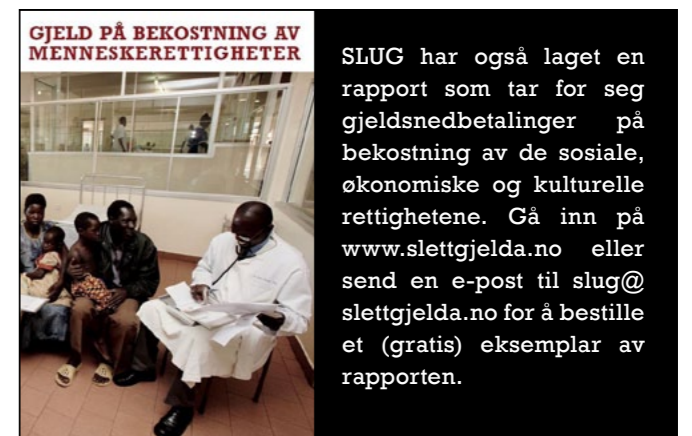 GJELD PÅ BEKOSTNING AV
MENNESKERETTIGHETER
SLUG har også laget en
rapport som tar for seg
gjeldsnedbetalinger på
bekostning av de sosiale,
økonomiske og kulturelle
rettighetene. Gå inn på
www.slettgjelda.no eller
send en e-post til slug@
slettgjelda.no for å bestille
et (gratis) eksemplar av
rapporten.